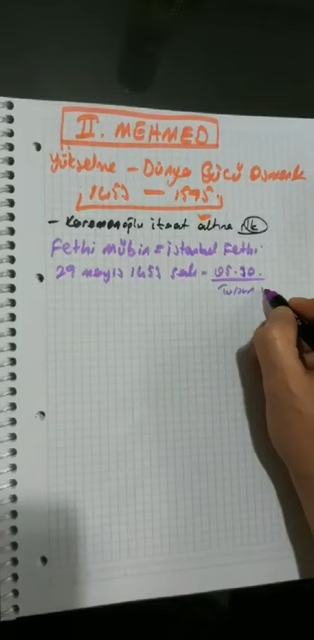 II. MEHMED
Yükselme - Dünya Gücü Osmanlı
1453 - 1595
- Karamanoğlu itaat altına
Fethi Mübin = istanbul Fethi.
29 mayıs 1453 salı - 05.30.